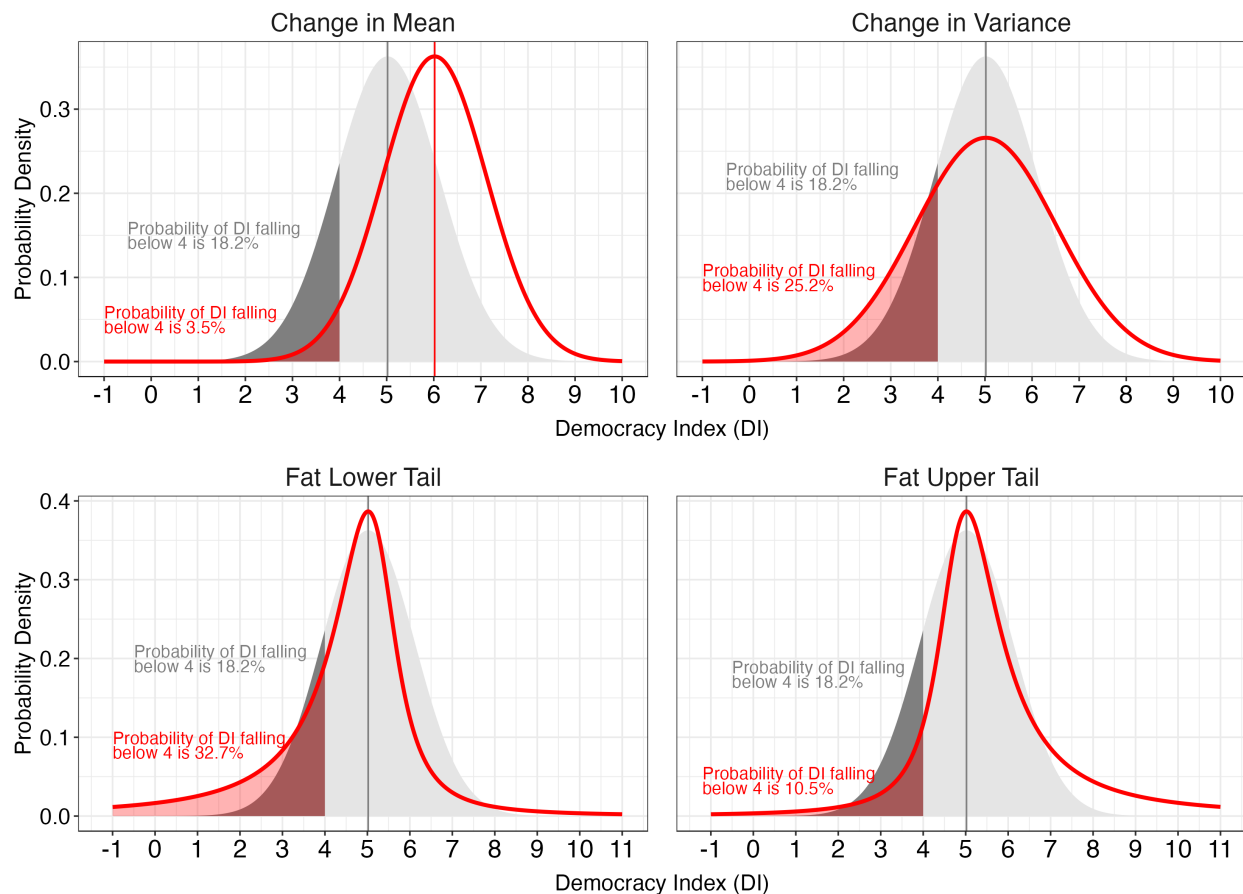 Change in Mean
Change in Variance
Probability Density
0.3
0.2
0.1
0.0
Probability of DI falling
below 4 is 18.2%
Probability of DI falling
below 4 is 3.5%
Probability of DI falling
below 4 is 18.2%
Probability of DI falling
below 4 is 25.2%
-1 0 1 2 3 4 5 6 7 8 9 10
-1 0 1 2 3 4 5 6 7 8 9 10
Democracy Index (DI)
Fat Lower Tail
Fat Upper Tail
Probability Density
0.4
0.3
0.2
0.1
0.0
Probability of DI falling
below 4 is 18.2%
Probability of DI falling
below 4 is 32.7%
Probability of DI falling
below 4 is 18.2%
Probability of DI falling
below 4 is 10.5%
-1 0 1 2 3 4 5 6 7 8 9 10 11
-1 0 1 2 3 4 5 6 7 8 9 10 11
Democracy Index (DI)